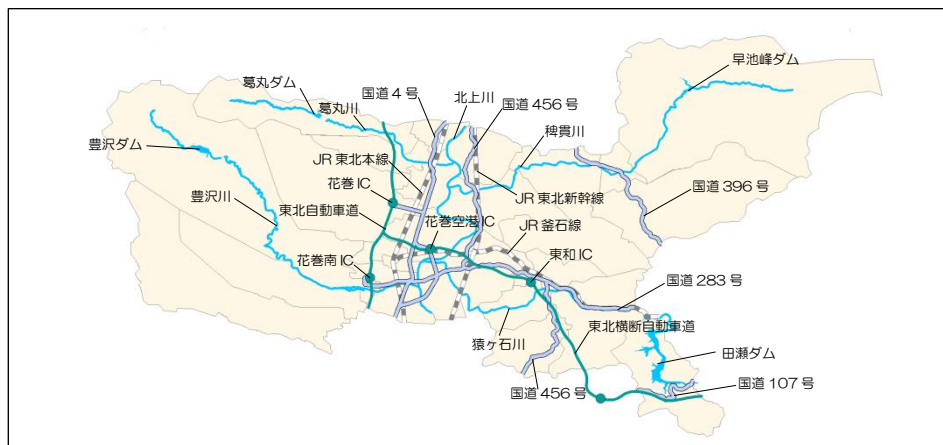 早池峰ダム
葛丸ダム
国道４号
北上川
国道 456 号
葛丸川
稗貫川
豊沢ダム
JR 東北本線
花巻 IC
JR 東北新幹線
国道 396 号
豊沢川
東北自動車道
花巻空港 IC
JR 釜石線
花巻南 IC
東和 IC
国道 283 号
東北横断自動車道
猿ヶ石川
田瀬ダム
国道 456 号
国道 107 号